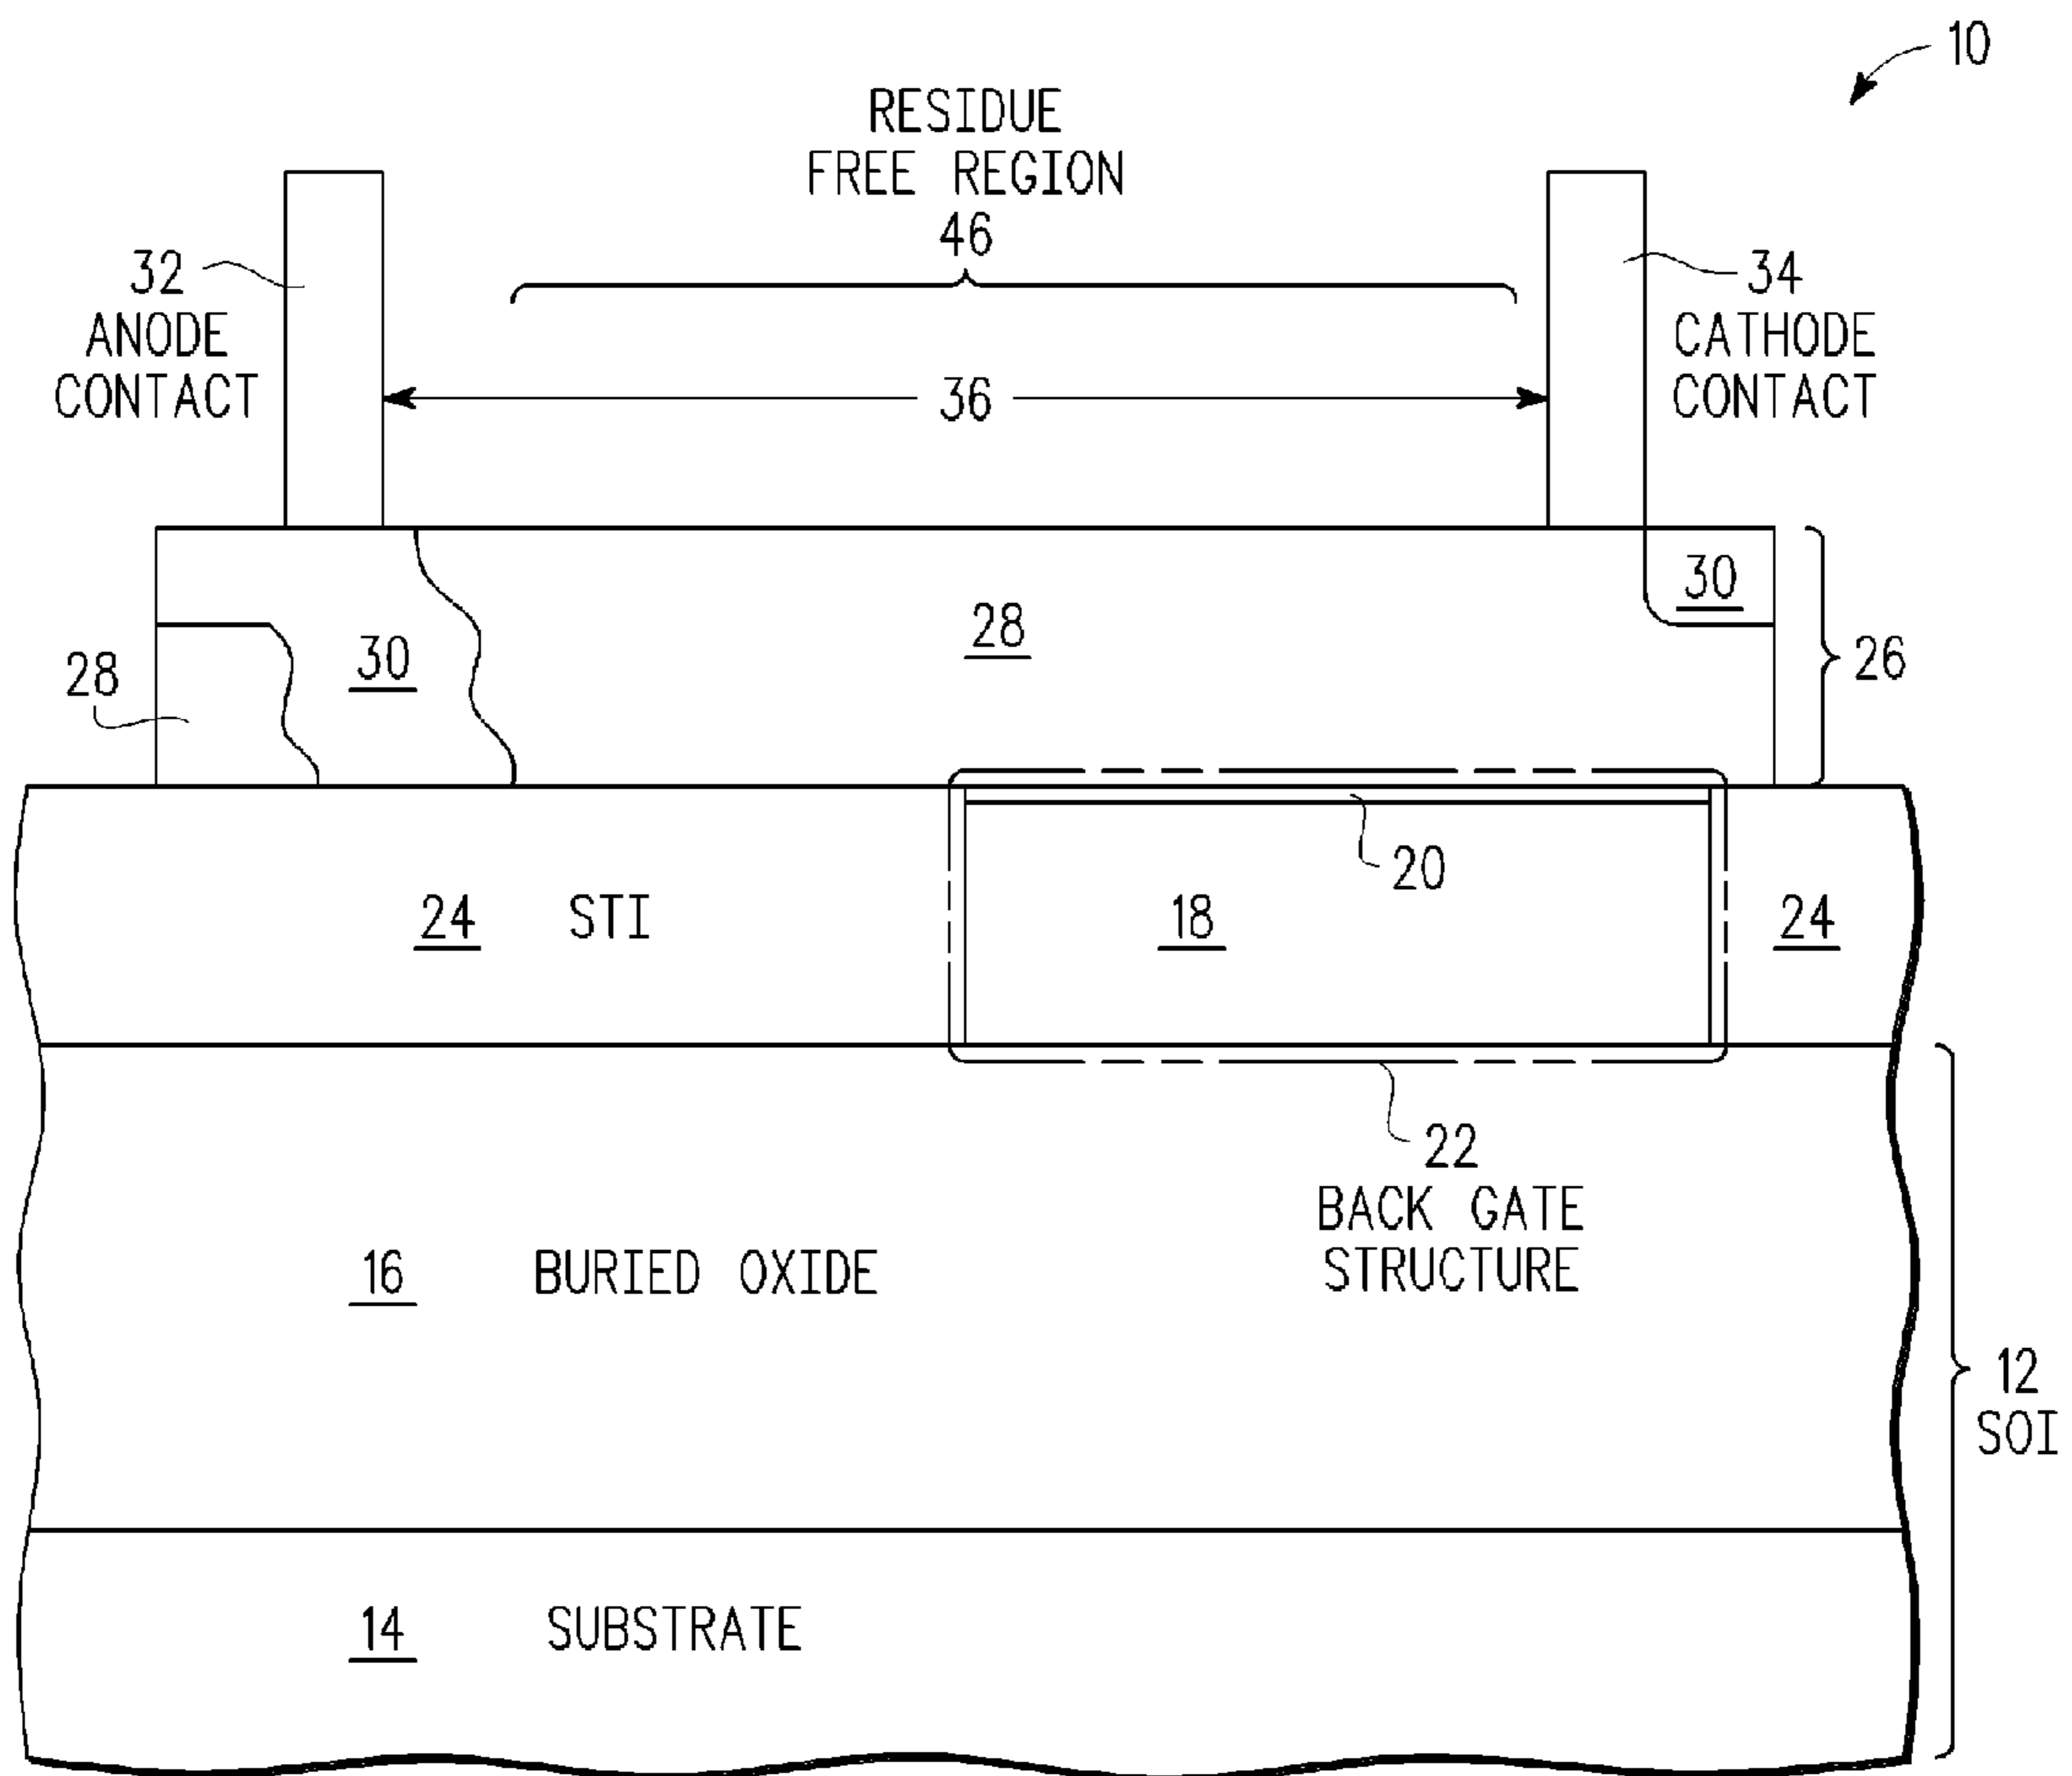 10
RESIDUE
FREE REGION
46
32
ANODE
CONTACT
34
CATHODE
CONTACT
36
30
28
30
28
26
20
24 STI
18
24
22
BACK GATE
STRUCTURE
16 BURIED OXIDE
12
SOI
14 SUBSTRATE